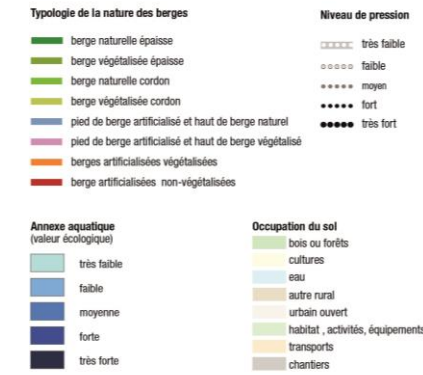 Typologie de la nature des berges
berge naturelle épaisse
berge végétalisée épaisse
berge naturelle cordon
berge végétalisée cordon
pied de berge artificialisé et haut de berge naturel
pied de berge artificialisé et haut de berge végétalisé
berges artificialisées végétalisées
berge artificialisées non-végétalisées
Niveau de pression
très faible
faible
moyen
fort
très fort
Annexe aquatique
(valeur écologique)
très faible
faible
moyenne
forte
très forte
Occupation du sol
bois ou forêts
cultures
eau
autre rural
urbain ouvert
habitat , activités, équipements
transports
chantiers